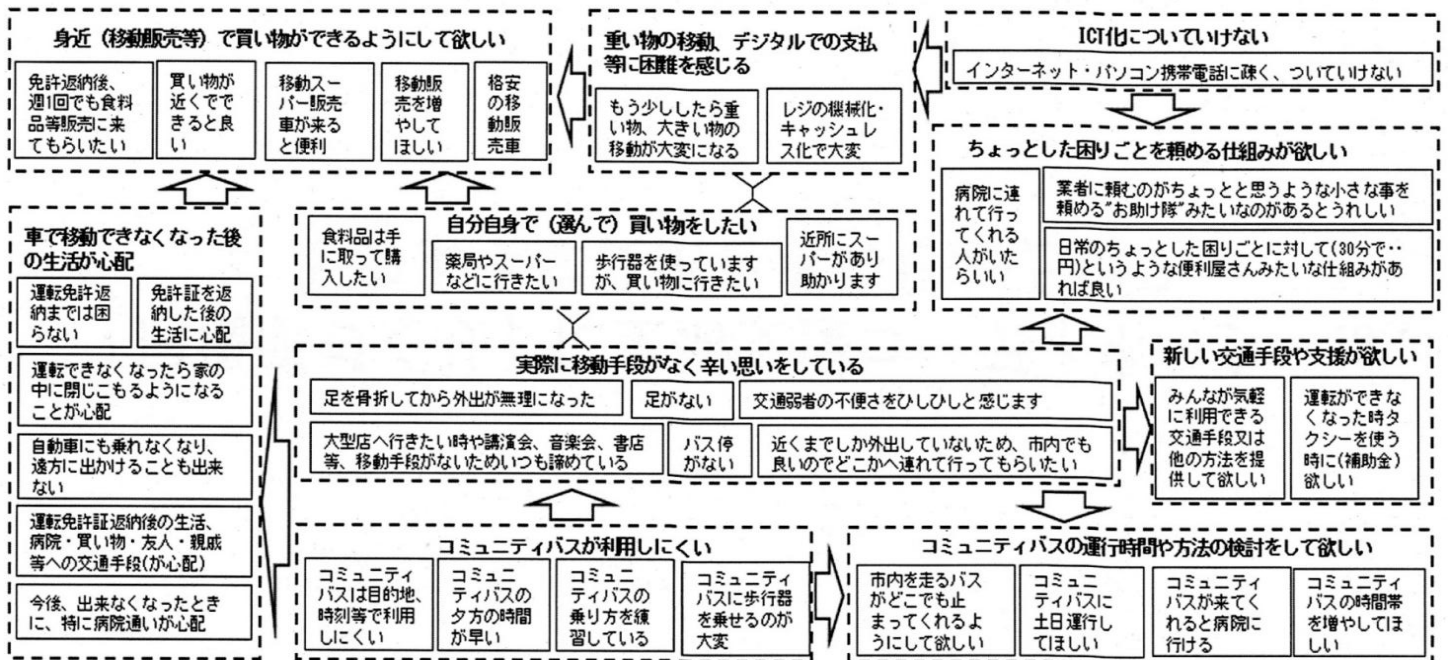 身近（移動販売等）で買い物ができるようにして欲しい
免許返納後、
週1回でも食料
品等販売に来
てもらいたい
買い物が
近くでで
きると良
い
移動スー
パー販売
車が来る
と便利
移動販
売を増
やして
ほしい
格安
の移
動販
売車
重い物の移動、デジタルでの支払
等に困難を感じる
もう少ししたら重
い物、大きい物の
移動が大変になる
レジの機械化・
キャッシュレ
ス化で大変
ICT化についていけない
インターネット・パソコン携帯電話に疎く、ついていけない
ちょっとした困りごとを頼める仕組みが欲しい
病院に連
れて行っ
てくれる
人がいた
らいい
業者に頼むのがちょっとと思うような小さな事を
頼める"お助け隊"みたいなのがあるとうれしい
日常のちょっとした困りごとに対して(30分で‥
円)というような便利屋さんみたいな仕組みがあ
れば良い
自分自身で（選んで）買い物をしたい
食料品は手
に取って購
入したい
薬局やスーパー
などに行きたい
歩行器を使っています
が、買い物に行きたい
近所にスー
パーがあり
助かります
車で移動できなくなった後
の生活が心配
運転免許返
納までは困
らない
免許証を返
納した後の
生活に心配
運転できなくなったら家の
中に閉じこもるようになる
ことが心配
自動車にも乗れなくなり、
遠方に出かけることも出来
ない
運転免許証返納後の生活、
病院・買い物・友人・親戚
等への交通手段(が心配)
今後、出来なくなったとき
に、特に病院通いが心配
実際に移動手段がなく辛い思いをしている
足を骨折してから外出が無理になった
足がない
交通弱者の不便さをひしひしと感じます
大型店へ行きたい時や講演会、音楽会、書店
等、移動手段がないためいつも諦めている
バス停
がない
近くまでしか外出していないため、市内でも
良いのでどこかへ連れて行ってもらいたい
新しい交通手段や支援が欲しい
みんなが気軽
に利用できる
交通手段又は
他の方法を提
供して欲しい
運転ができな
くなった時タ
クシーを使う
時に(補助金)
欲しい
コミュニティバスが利用しにくい
コミュニティ
バスは目的地、
時刻等で利用
しにくい
コミュニ
ティバスの
夕方の時間
が早い
コミュニ
ティバスの
乗り方を練
習している
コミュニティ
バスに歩行器
を乗せるのが
大変
コミュニティバスの運行時間や方法の検討をして欲しい
市内を走るバス
がどこでも止
まってくれるよ
うにして欲しい
コミュニ
ティバスに
土日運行し
てほしい
コミュニティ
バスが来てく
れると病院に
行ける
コミュニティ
バスの時間帯
を増やしてほ
しい